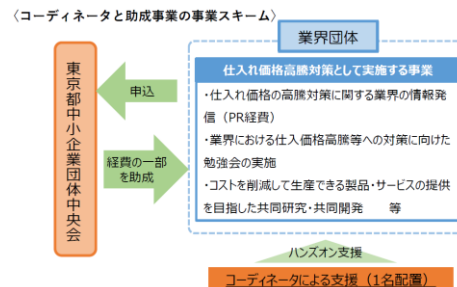 〈コーディネータと助成事業の事業スキーム〉
業界団体
東京都中小企業団体中央会
申込
経費の一部
を助成
仕入れ価格高騰対策として実施する事業
・仕入れ価格の高騰対策に関する業界の情報発
信（PR経費）
・業界における仕入価格高騰等への対策に向けた
勉強会の実施
・コストを削減して生産できる製品・サービスの提供
を目指した共同研究・共同開発　　等
ハンズオン支援
コーディネータによる支援（1名配置）